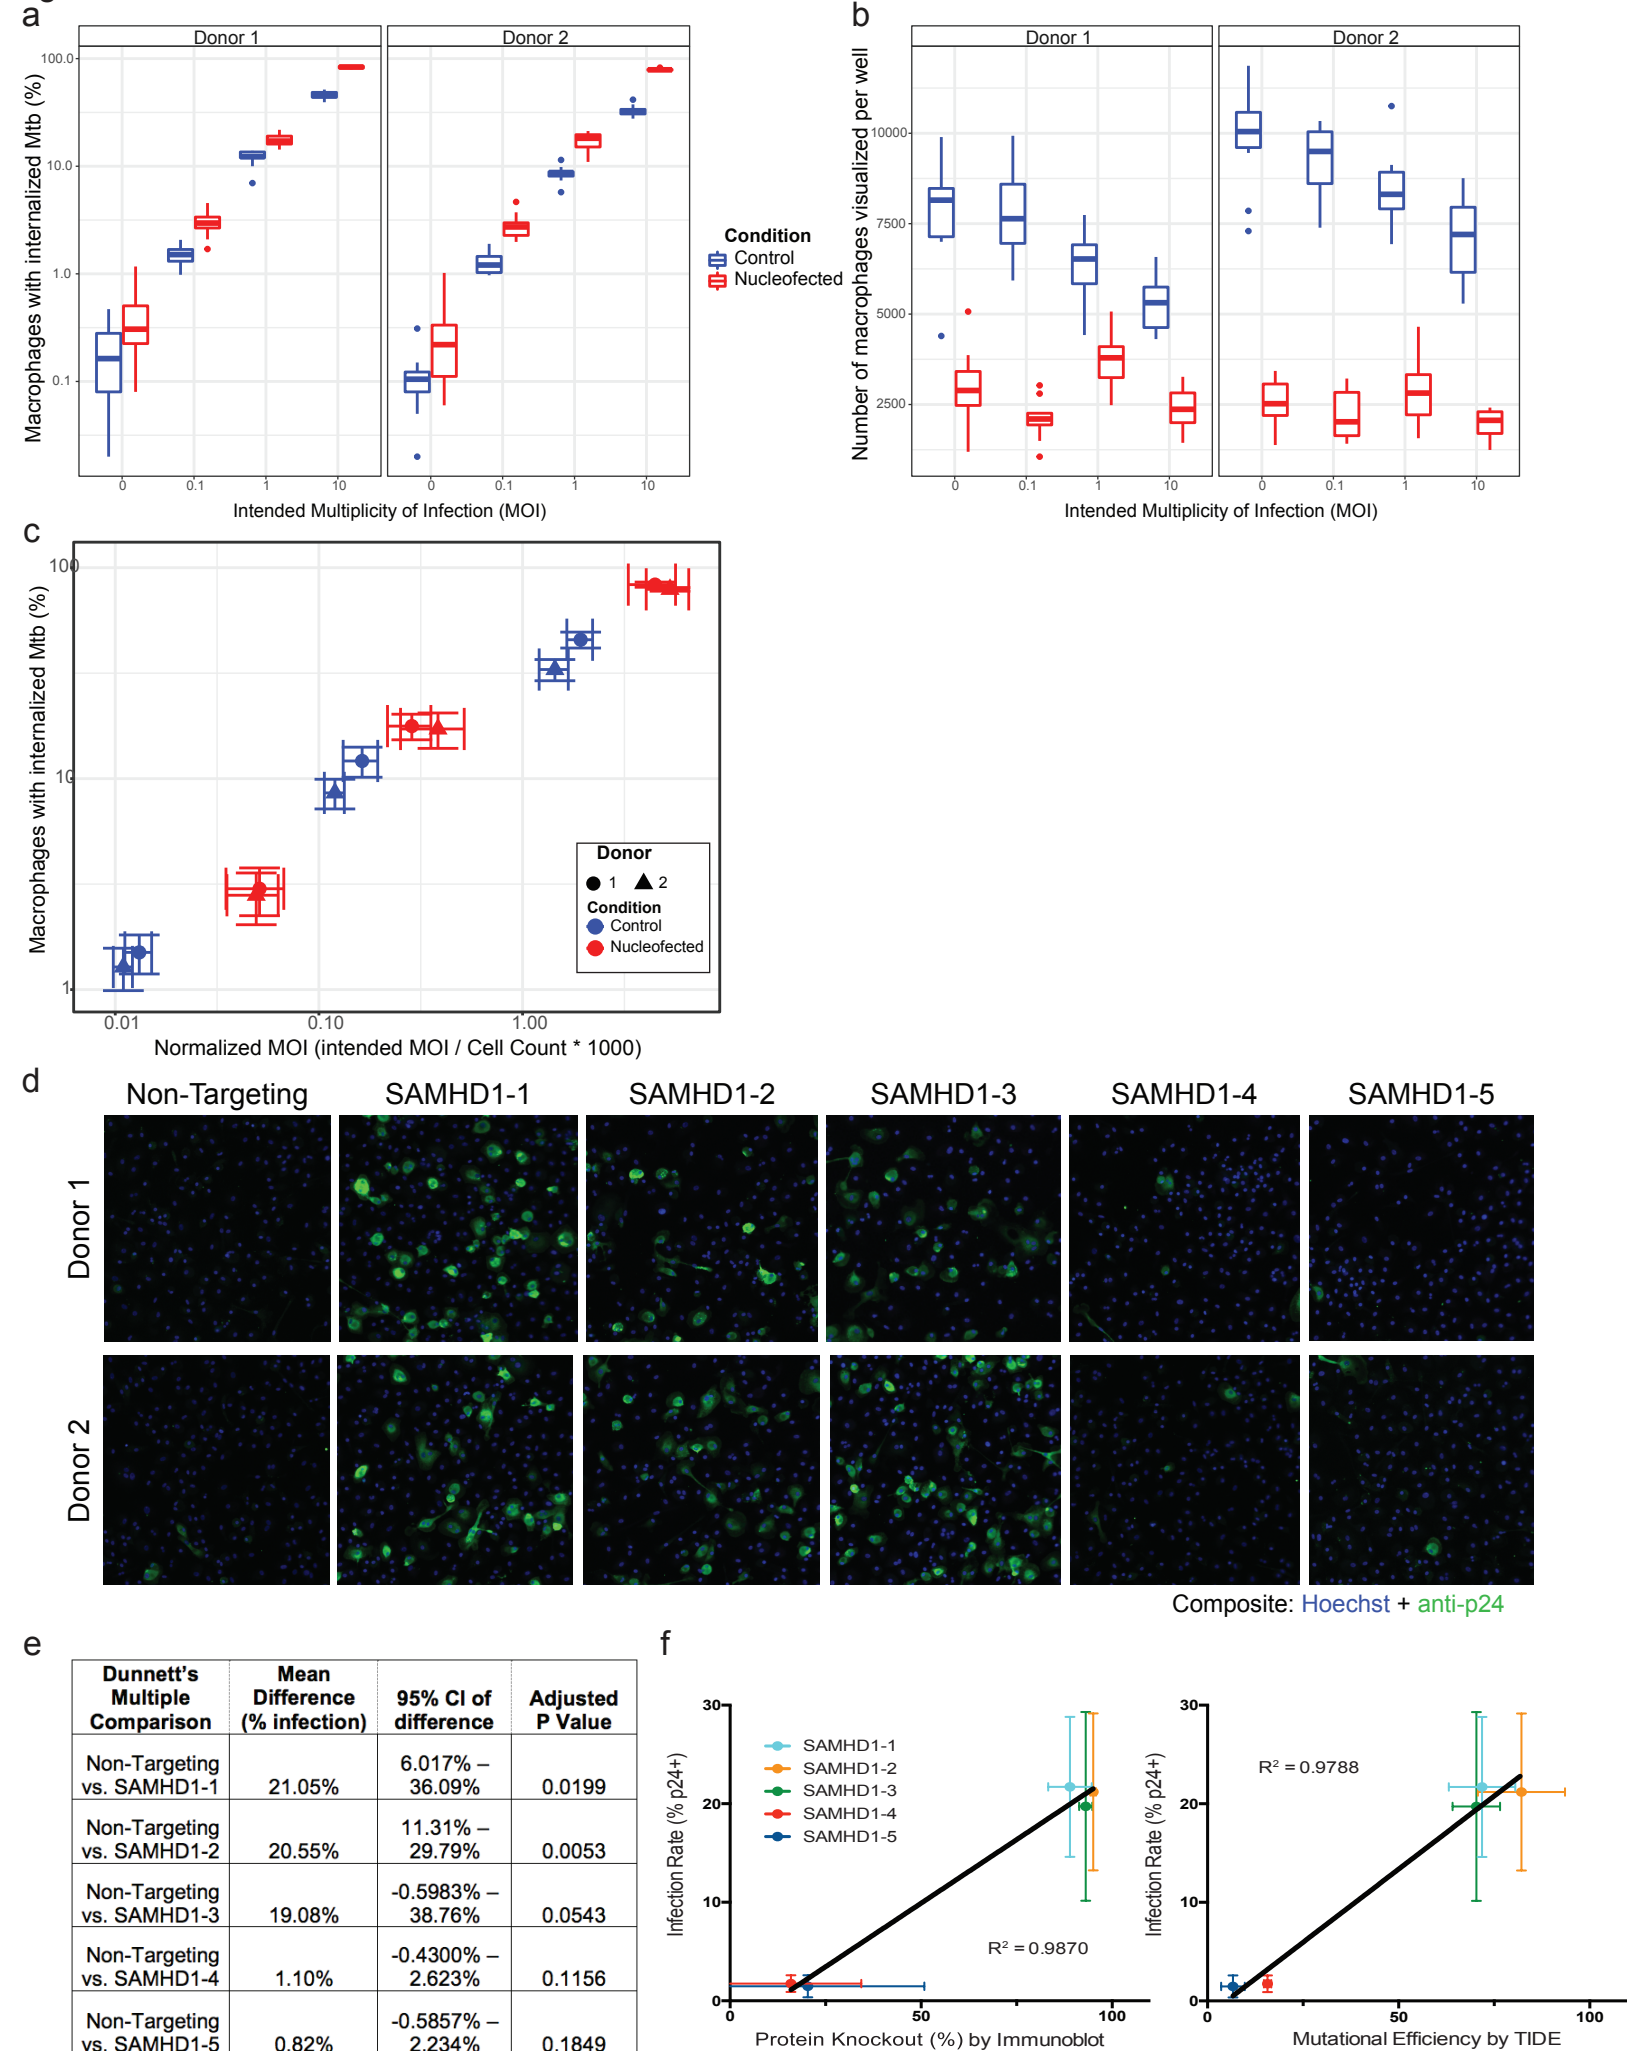 a
Donor 1
Donor 2
Macrophages with internalized Mtb (%)
100.0
10.0
1.0
0.1
0
0.1
1
10
0
0.1
1
10
Intended Multiplicity of Infection (MOI)
Condition
Control
Nucleofected
b
Donor 1
Donor 2
Number of macrophages visualized per well
10000
7500
5000
2500
0
0.1
1
10
0
0.1
1
10
Intended Multiplicity of Infection (MOI)
c
Macrophages with internalized Mtb (%)
100
10
1
0.01
0.10
1.00
Normalized MOI (intended MOI / Cell Count * 1000)
Donor
1 2
Condition
Control
Nucleofected
d
Non-Targeting SAMHD1-1 SAMHD1-2 SAMHD1-3 SAMHD1-4 SAMHD1-5
Donor 1
Donor 2
Composite: Hoechst + anti-p24
e
Dunnett's Multiple Comparison
Mean Difference (% infection)
95% CI of difference
Adjusted P Value
Non-Targeting vs. SAMHD1-1 21.05% 6.017% – 36.09% 0.0199
Non-Targeting vs. SAMHD1-2 20.55% 11.31% – 29.79% 0.0053
Non-Targeting vs. SAMHD1-3 19.08% -0.5983% – 38.76% 0.0543
Non-Targeting vs. SAMHD1-4 1.10% -0.4300% – 2.623% 0.1156
Non-Targeting vs. SAMHD1-5 0.82% -0.5857% – 2.234% 0.1849
f
Infection Rate (% p24+)
30
20
10
0
SAMHD1-1
SAMHD1-2
SAMHD1-3
SAMHD1-4
SAMHD1-5
R² = 0.9870
0 50 100
Protein Knockout (%) by Immunoblot
Infection Rate (% p24+)
30
20
10
0
R² = 0.9788
0 50 100
Mutational Efficiency by TIDE